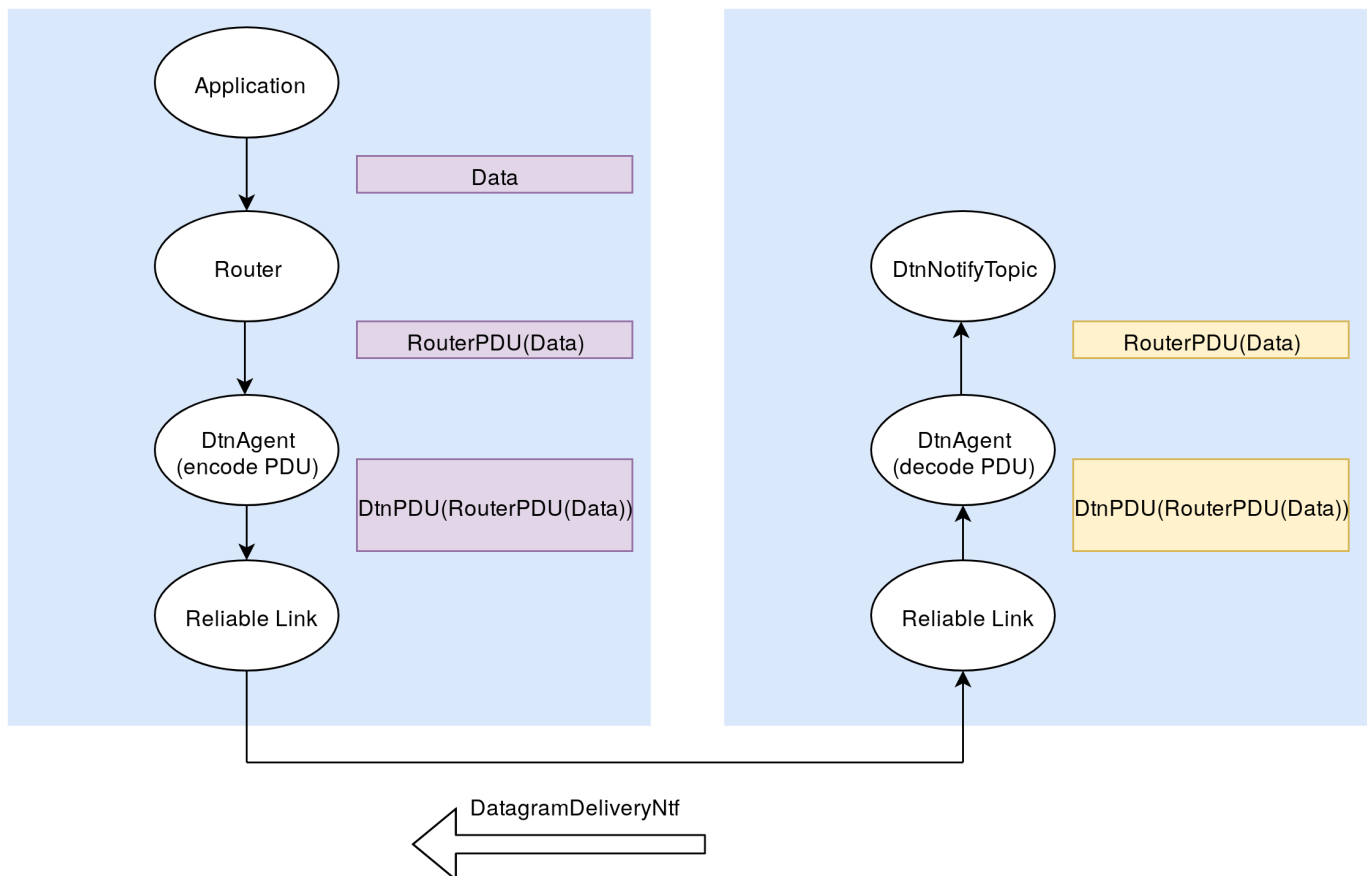 Application
Data
Router
RouterPDU(Data)
DtnAgent
(encode PDU)
DtnPDU(RouterPDU(Data))
Reliable Link
DtnNotifyTopic
RouterPDU(Data)
DtnAgent
(decode PDU)
DtnPDU(RouterPDU(Data))
Reliable Link
DatagramDeliveryNtf